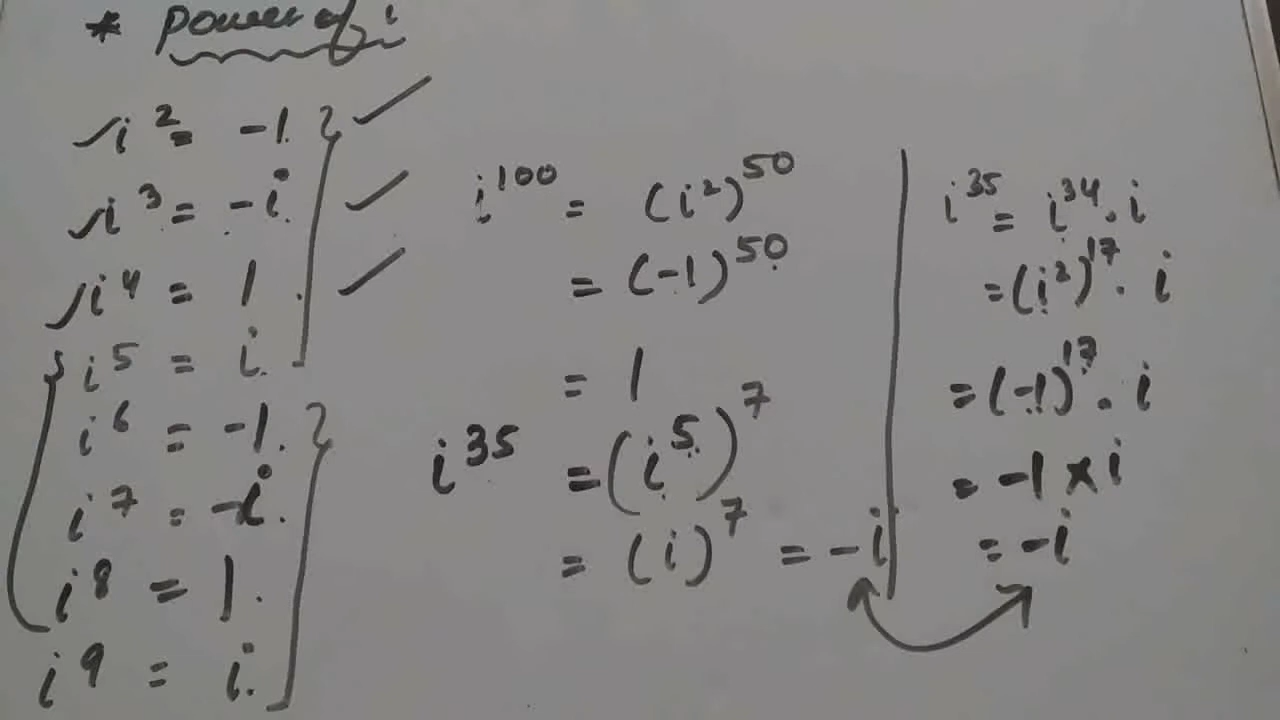 * Power of i
i² = -1
i³ = -i
i⁴ = 1
i⁵ = i
i⁶ = -1
i⁷ = -i
i⁸ = 1
i⁹ = i
i¹⁰⁰ = (i²)⁵⁰
= (-1)⁵⁰
= 1
i³⁵ = (i⁵)⁷
= (i)⁷ = -i
i³⁵ = i³⁴ . i
= (i²)¹⁷ . i
= (-1)¹⁷ . i
= -1 × i
= -i